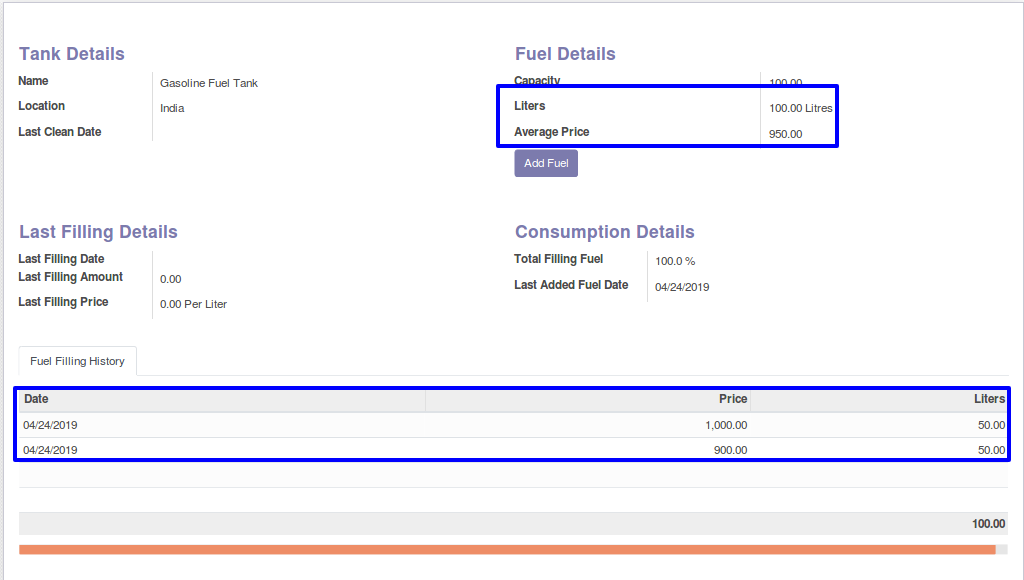 Tank Details
Name Gasoline Fuel Tank
Location India
Last Clean Date
Fuel Details
Capacity 100.00
Liters 100.00 Litres
Average Price 950.00
Add Fuel
Last Filling Details
Last Filling Date
Last Filling Amount 0.00
Last Filling Price 0.00 Per Liter
Consumption Details
Total Filling Fuel 100.0 %
Last Added Fuel Date 04/24/2019
Fuel Filling History
Date Price Liters
04/24/2019 1,000.00 50.00
04/24/2019 900.00 50.00
100.00